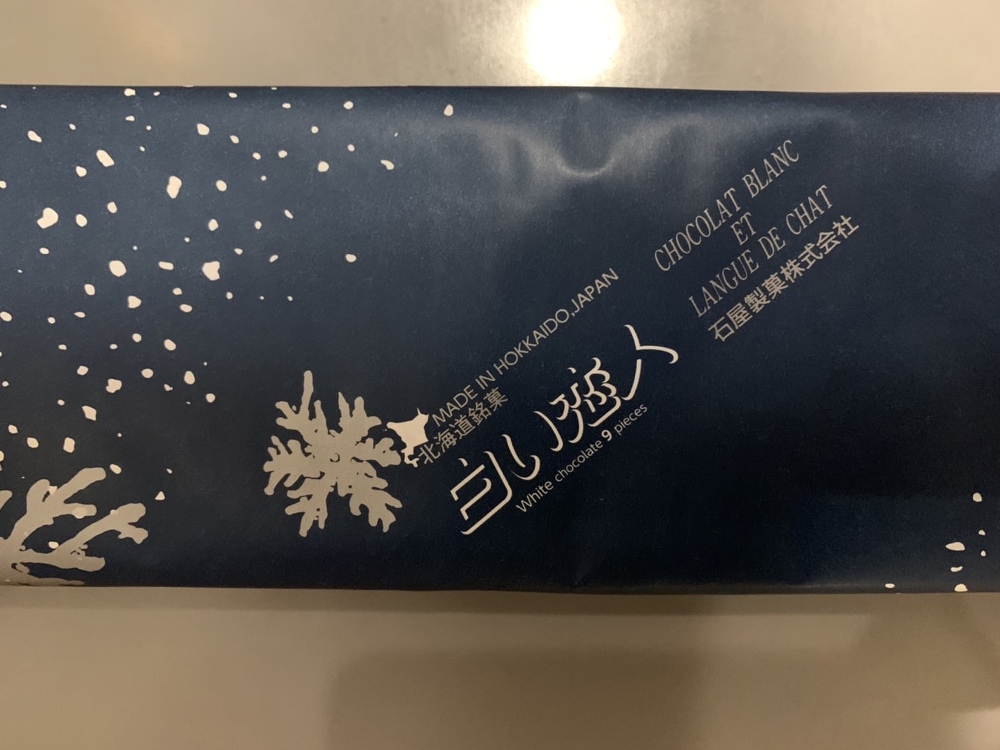 MADE IN HOKKAIDO,JAPAN
北海道銘菓
白い恋人
White chocolate 9 pieces
CHOCOLAT BLANC
ET
LANGUE DE CHAT
石屋製菓株式会社